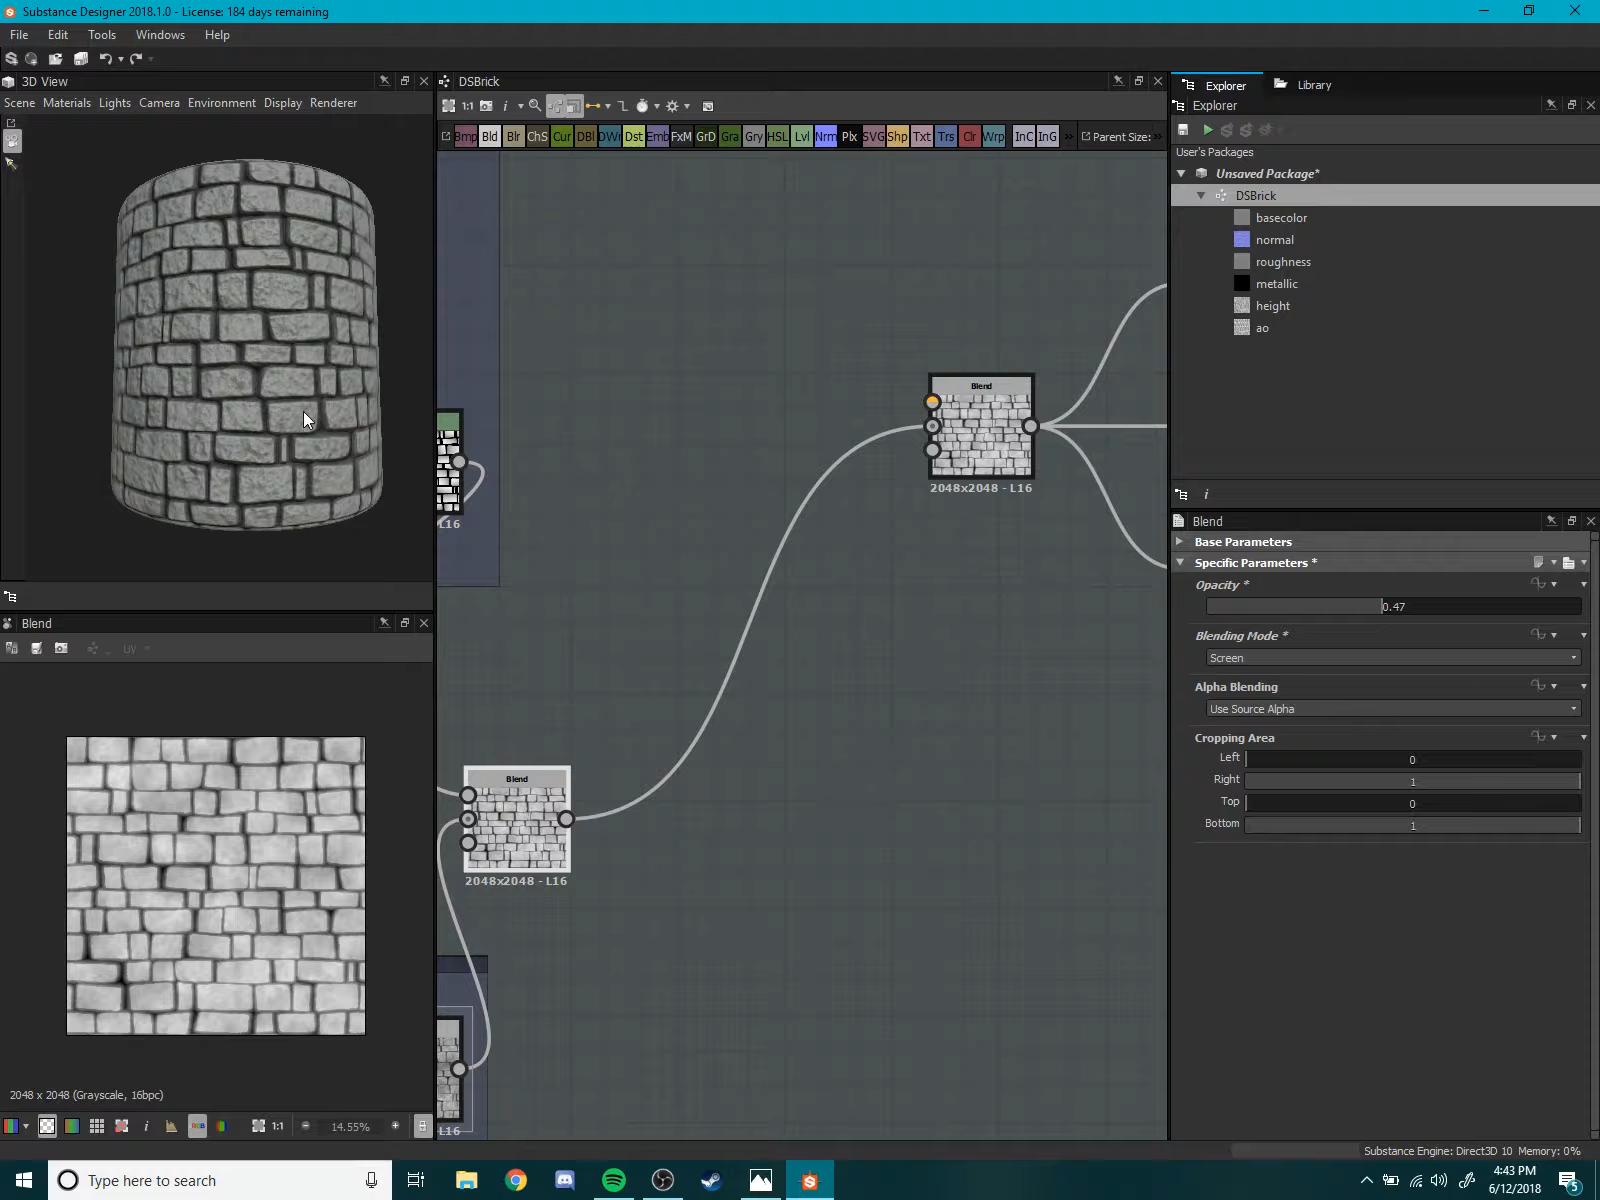 Substance Designer 2018.1.0 - License: 184 days remaining
File Edit Tools Windows Help
3D View
Scene Materials Lights Camera Environment Display Renderer
DSBrick
1:1
Bmp Bld Blr ChS Cur DBl DWr Dst Emb FxM GrD Gra Gry HSL Lvl Nrm Plx SVG Shp Txt Trs Clr Wrp InC InG » Parent Size: »
Explorer Library
Explorer
User's Packages
Unsaved Package*
DSBrick
basecolor
normal
roughness
metallic
height
ao
Blend
2048x2048 - L16
L16
Blend
2048x2048 - L16
L16
Blend
Base Parameters
Specific Parameters *
Opacity *
0.47
Blending Mode *
Screen
Alpha Blending
Use Source Alpha
Cropping Area
Left 0
Right 1
Top 0
Bottom 1
Blend
UV
2048 x 2048 (Grayscale, 16bpc)
RGB 1:1 14.55%
Substance Engine: Direct3D 10 Memory: 0%
Type here to search
4:43 PM
6/12/2018
5